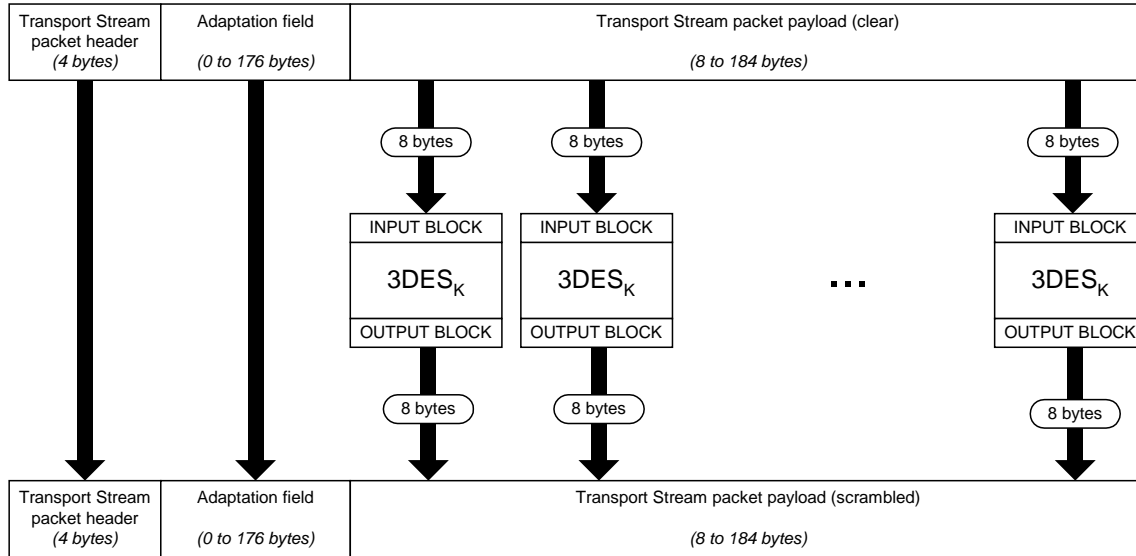 Transport Stream
packet header
(4 bytes)
Adaptation field
(0 to 176 bytes)
Transport Stream packet payload (clear)
(8 to 184 bytes)
8 bytes
8 bytes
8 bytes
INPUT BLOCK
INPUT BLOCK
INPUT BLOCK
3DESK
3DESK
...
3DESK
OUTPUT BLOCK
OUTPUT BLOCK
OUTPUT BLOCK
8 bytes
8 bytes
8 bytes
Transport Stream
packet header
(4 bytes)
Adaptation field
(0 to 176 bytes)
Transport Stream packet payload (scrambled)
(8 to 184 bytes)